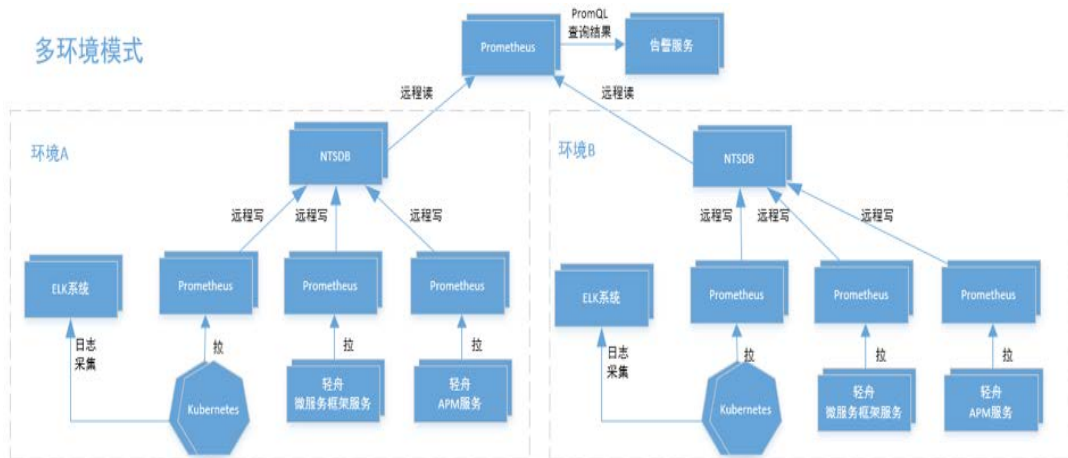 多环境模式
Prometheus
PromQL
查询结果
告警服务
远程读
远程读
环境A
NTSDB
远程写
远程写
远程写
ELK系统
Prometheus
Prometheus
Prometheus
日志
采集
拉
拉
拉
Kubernetes
轻舟
微服务框架服务
轻舟
APM服务
环境B
NTSDB
远程写
远程写
远程写
ELK系统
Prometheus
Prometheus
Prometheus
日志
采集
拉
拉
拉
Kubernetes
轻舟
微服务框架服务
轻舟
APM服务